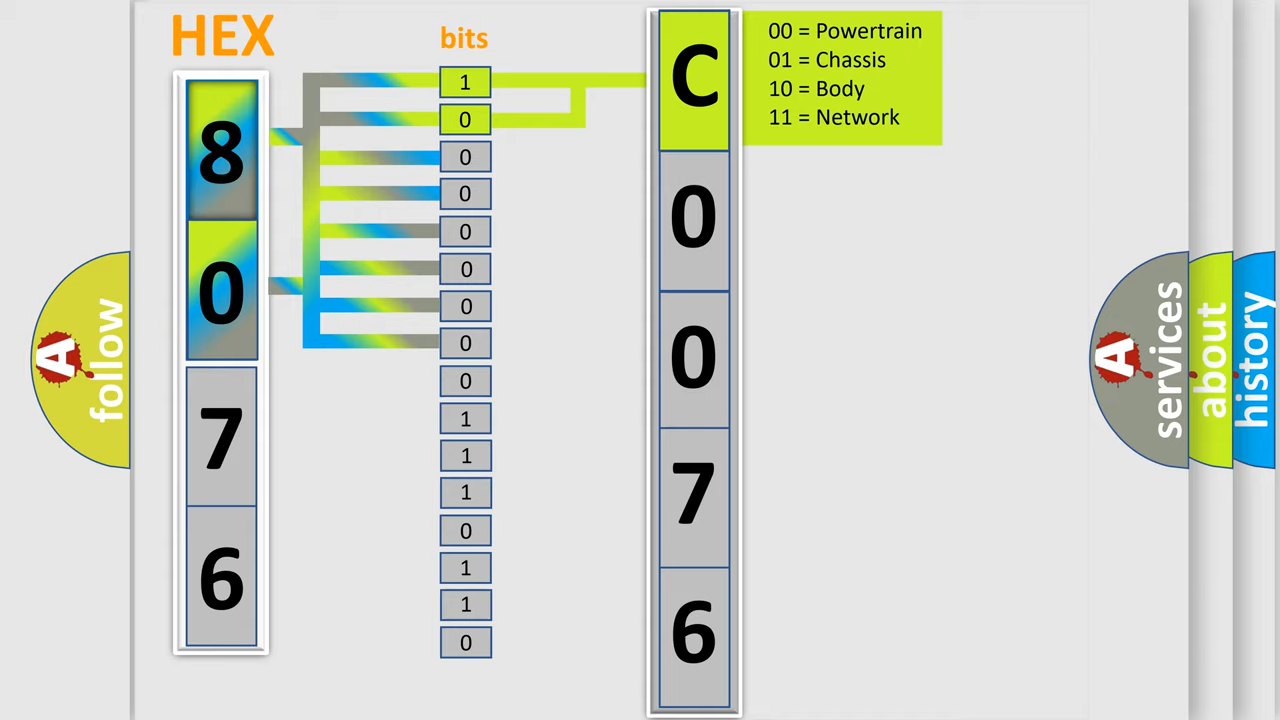 HEX
bits
8
0
7
6
1
0
0
0
0
0
0
0
0
1
1
1
0
1
1
0
C
0
0
7
6
00 = Powertrain
01 = Chassis
10 = Body
11 = Network
A
follow
A
services
about
history